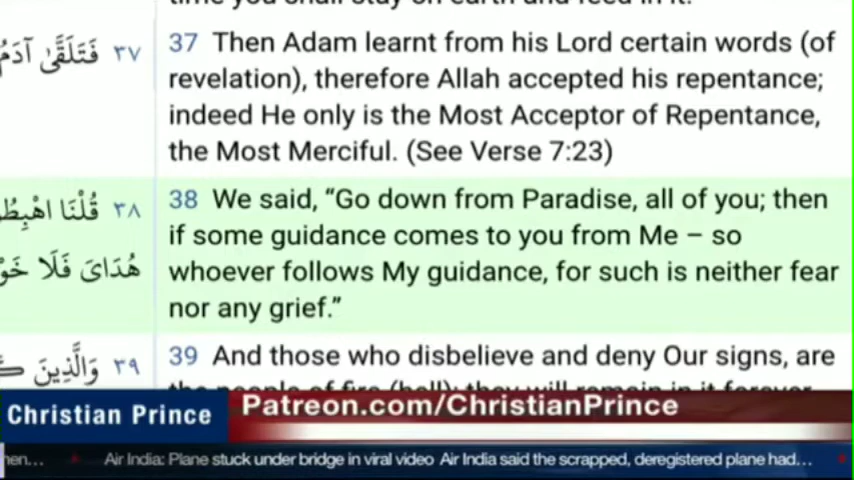 37 Then Adam learnt from his Lord certain words (of
revelation), therefore Allah accepted his repentance;
indeed He only is the Most Acceptor of Repentance,
the Most Merciful. (See Verse 7:23)
٣٧ فَتَلَقَّىٰ آدَمُ
38 We said, “Go down from Paradise, all of you; then
if some guidance comes to you from Me – so
whoever follows My guidance, for such is neither fear
nor any grief.”
٣٨ قُلْنَا
هُدَايَ فَلَا
39 And those who disbelieve and deny Our signs, are
٣٩ وَالَّذِينَ
Christian Prince
Patreon.com/ChristianPrince
Air India: Plane stuck under bridge in viral video Air India said the scrapped, deregistered plane had...